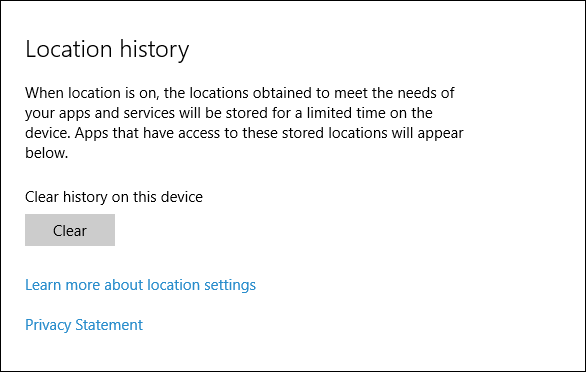 Location history
When location is on, the locations obtained to meet the needs of
your apps and services will be stored for a limited time on the
device. Apps that have access to these stored locations will appear
below.
Clear history on this device
Clear
Learn more about location settings
Privacy Statement